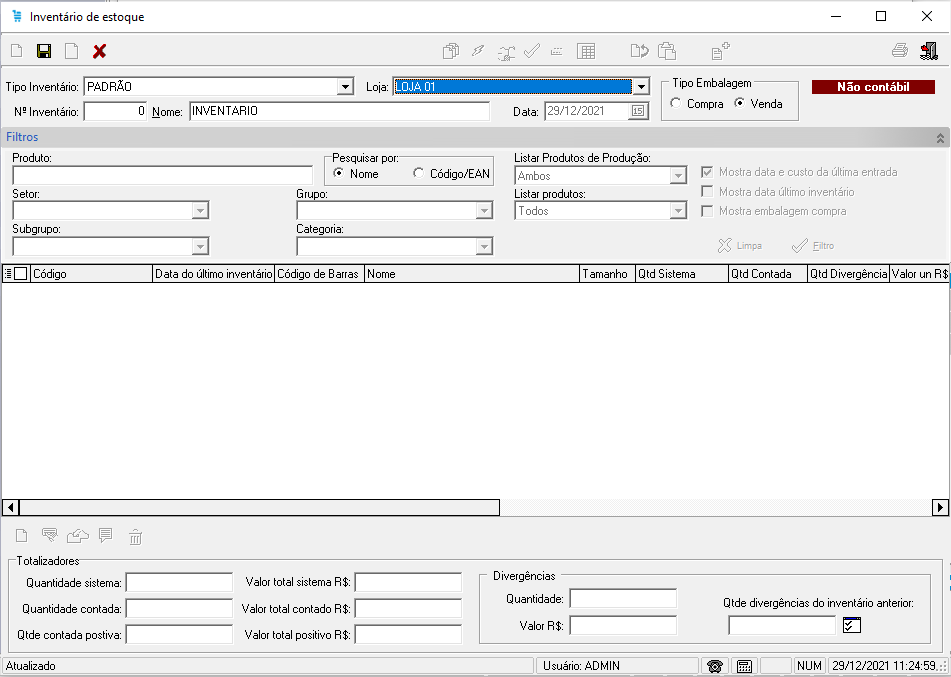 Inventário de estoque
Tipo Inventário: PADRÃO Loja: LOJA 01 Tipo Embalagem Não contábil
Compra Venda
Nº Inventário: 0 Nome: INVENTARIO Data: 29/12/2021 15
Filtros
Produto: Pesquisar por: Listar Produtos de Produção:
Nome Código/EAN Ambos Mostra data e custo da última entrada
Setor: Grupo: Listar produtos: Mostra data último inventário
Todos Mostra embalagem compra
Subgrupo: Categoria:
Limpa Filtro
Código Data do último inventário Código de Barras Nome Tamanho Qtd Sistema Qtd Contada Qtd Divergência Valor un R$
Totalizadores
Quantidade sistema: Valor total sistema R$: Divergências
Quantidade contada: Valor total contado R$: Quantidade: Qtde divergências do inventário anterior:
Qtde contada postiva: Valor total positivo R$: Valor R$:
Atualizado Usuário: ADMIN NUM 29/12/2021 11:24:59